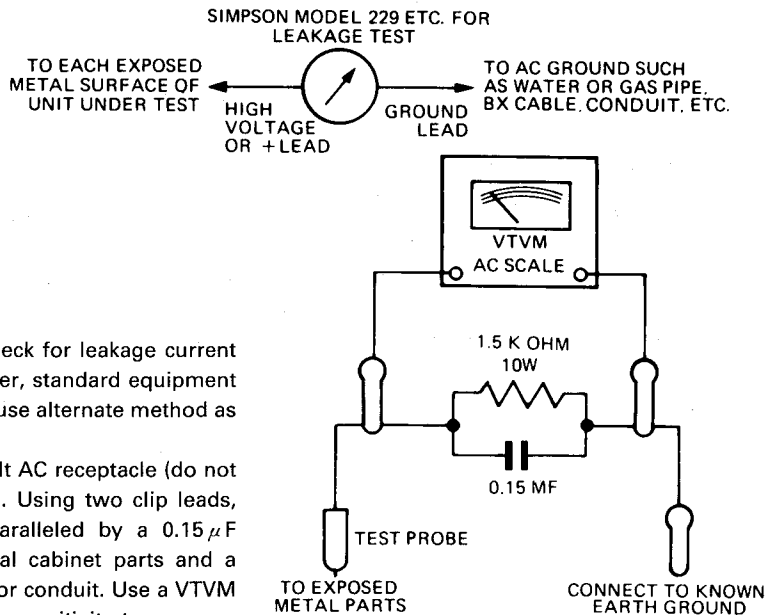 SIMPSON MODEL 229 ETC. FOR
LEAKAGE TEST
TO EACH EXPOSED
METAL SURFACE OF
UNIT UNDER TEST
HIGH
VOLTAGE
OR +LEAD
GROUND
LEAD
TO AC GROUND SUCH
AS WATER OR GAS PIPE,
BX CABLE, CONDUIT, ETC.
VTVM
AC SCALE
1.5 K OHM
10W
0.15 MF
TEST PROBE
TO EXPOSED
METAL PARTS
CONNECT TO KNOWN
EARTH GROUND
eck for leakage current
er, standard equipment
use alternate method as
lt AC receptacle (do not
. Using two clip leads,
aralleled by a 0.15 μF
al cabinet parts and a
or conduit. Use a VTVM